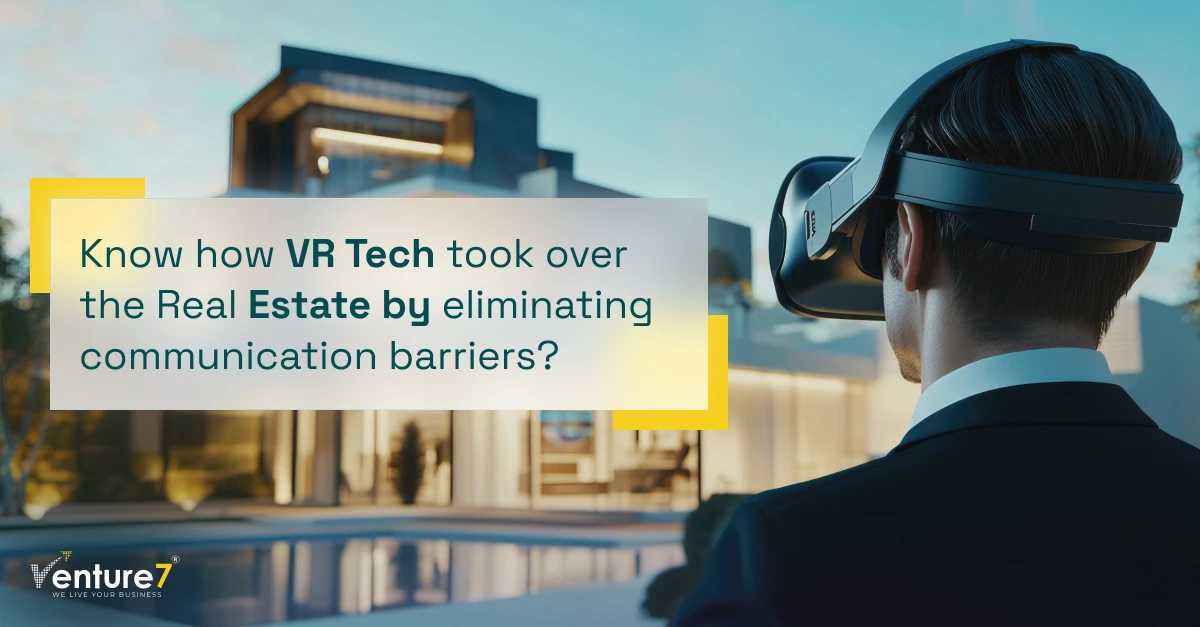 Know how VR Tech took over
the Real Estate by eliminating
communication barriers?
Venture7®
WE LIVE YOUR BUSINESS